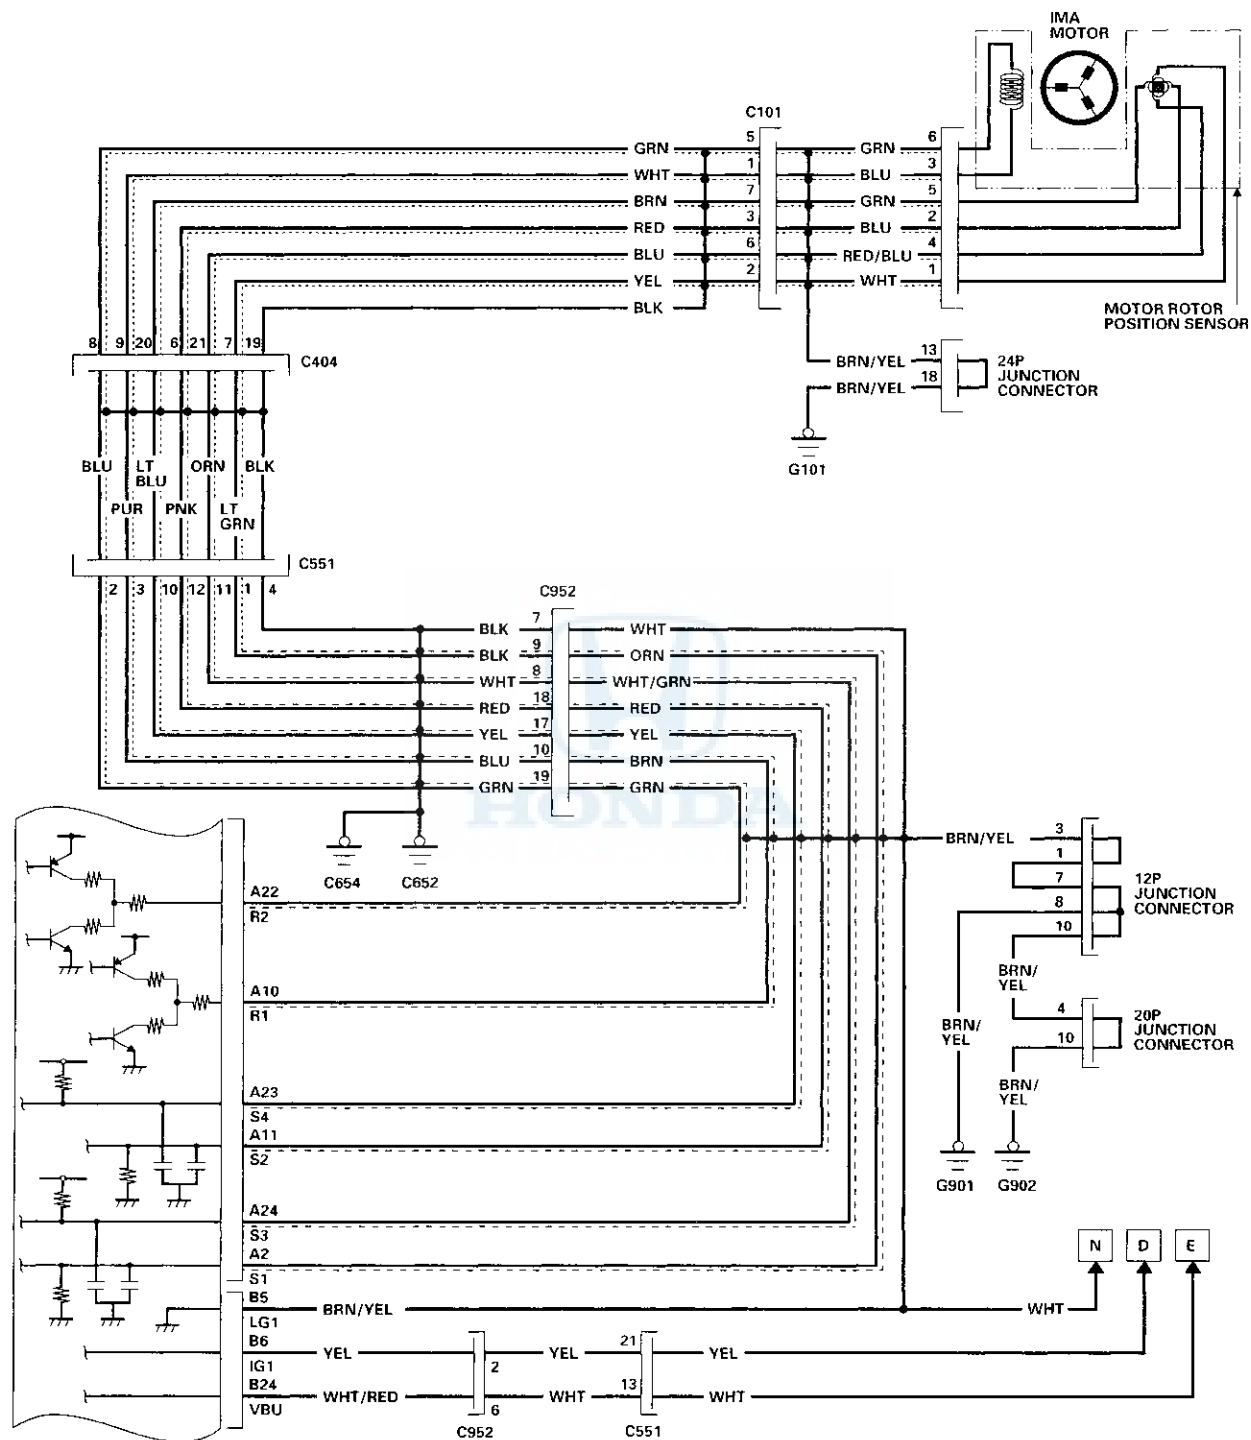 IMA
MOTOR
C101
GRN 5 GRN 6
WHT 1 BLU 3
BRN 7 GRN 5
RED 3 BLU 2
BLU 6 RED/BLU 4
YEL 2 WHT 1
BLK
MOTOR ROTOR
POSITION SENSOR
8 9 20 6 21 7 19 C404
BRN/YEL 13
BRN/YEL 18
24P
JUNCTION
CONNECTOR
G101
BLU LT
BLU ORN BLK
PUR PNK LT
GRN
C551
2 3 10 12 11 1 4
C952
BLK 7 WHT
BLK 9 ORN
WHT 8 WHT/GRN
RED 18 RED
YEL 17 YEL
BLU 10 BRN
GRN 19 GRN
HONDA
C654 C652
BRN/YEL 3
1
7
8
10
12P
JUNCTION
CONNECTOR
A22
R2
A10
R1
BRN/
YEL
BRN/
YEL
4
10
20P
JUNCTION
CONNECTOR
BRN/
YEL
G901 G902
A23
S4
A11
S2
A24
S3
A2
S1
N D E
B5
LG1
BRN/YEL WHT
B6
IG1
YEL 2 YEL 21 YEL
B24
VBU
WHT/RED 6 WHT 13 WHT
C952 C551